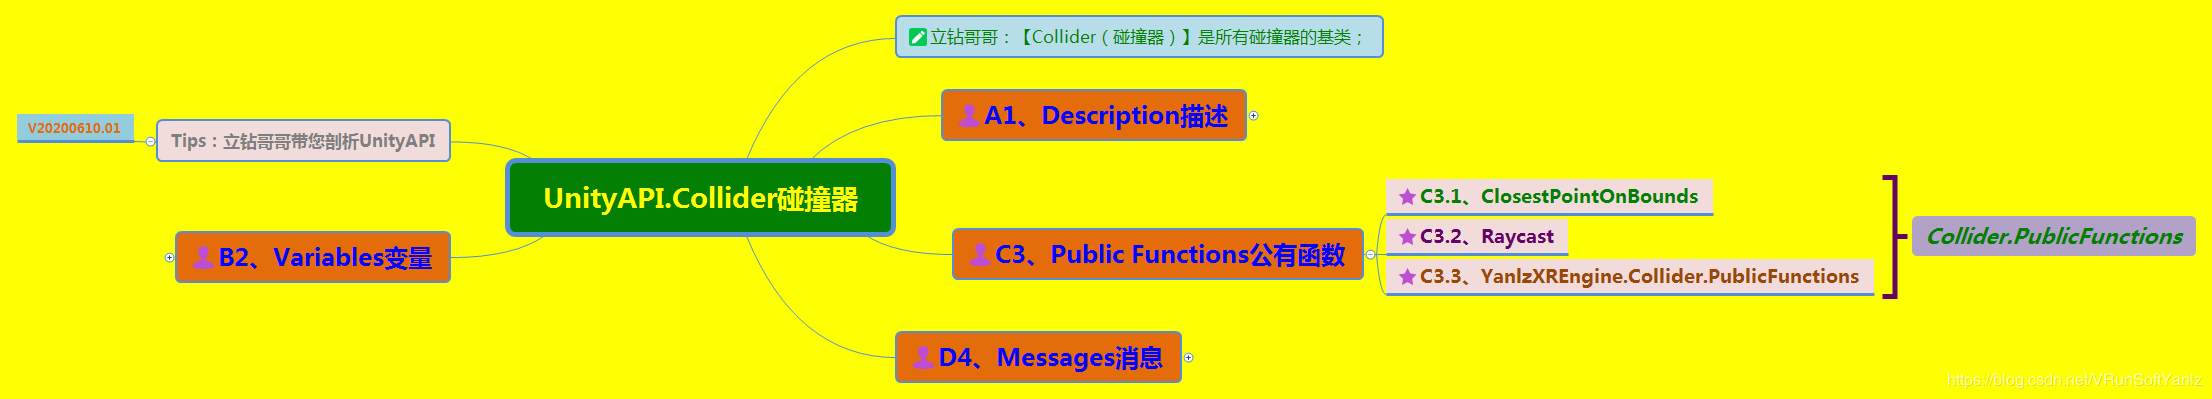 立钻哥哥：【Collider（碰撞器）】是所有碰撞器的基类；
A1、Description描述
V20200610.01
Tips：立钻哥哥带您剖析UnityAPI
UnityAPI.Collider碰撞器
B2、Variables变量
C3、Public Functions公有函数
C3.1、ClosestPointOnBounds
C3.2、Raycast
C3.3、YanlzXREngine.Collider.PublicFunctions
Collider.PublicFunctions
D4、Messages消息
https://blog.csdn.net/VRunSoftYanlz